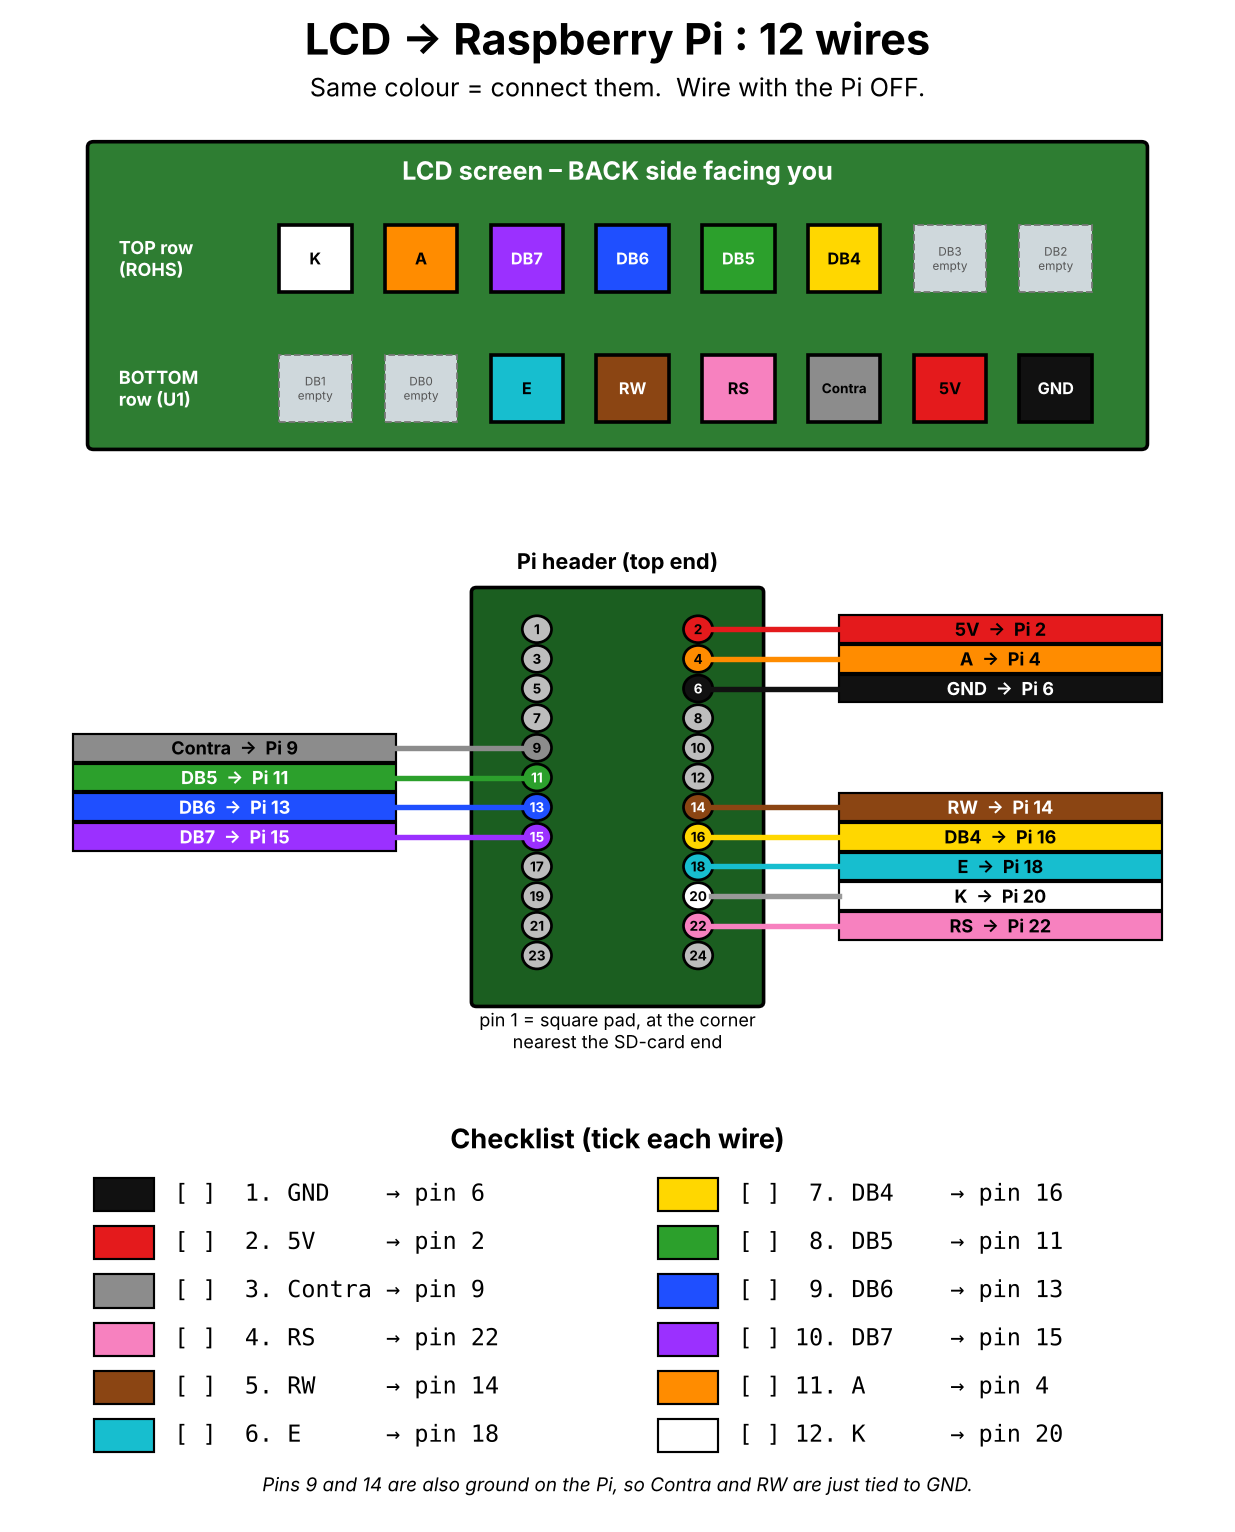 LCD → Raspberry Pi : 12 wires
Same colour = connect them.  Wire with the Pi OFF.
LCD screen – BACK side facing you
TOP row
(ROHS)
K
A
DB7
DB6
DB5
DB4
DB3
empty
DB2
empty
BOTTOM
row (U1)
DB1
empty
DB0
empty
E
RW
RS
Contra
5V
GND
Pi header (top end)
1
2
5V → Pi 2
3
4
A → Pi 4
5
6
GND → Pi 6
7
8
Contra → Pi 9
9
10
DB5 → Pi 11
11
12
DB6 → Pi 13
13
14
RW → Pi 14
DB7 → Pi 15
15
16
DB4 → Pi 16
17
18
E → Pi 18
19
20
K → Pi 20
21
22
RS → Pi 22
23
24
pin 1 = square pad, at the corner
nearest the SD-card end
Checklist (tick each wire)
[ ] 1. GND → pin 6
[ ] 2. 5V → pin 2
[ ] 3. Contra → pin 9
[ ] 4. RS → pin 22
[ ] 5. RW → pin 14
[ ] 6. E → pin 18
[ ] 7. DB4 → pin 16
[ ] 8. DB5 → pin 11
[ ] 9. DB6 → pin 13
[ ] 10. DB7 → pin 15
[ ] 11. A → pin 4
[ ] 12. K → pin 20
Pins 9 and 14 are also ground on the Pi, so Contra and RW are just tied to GND.